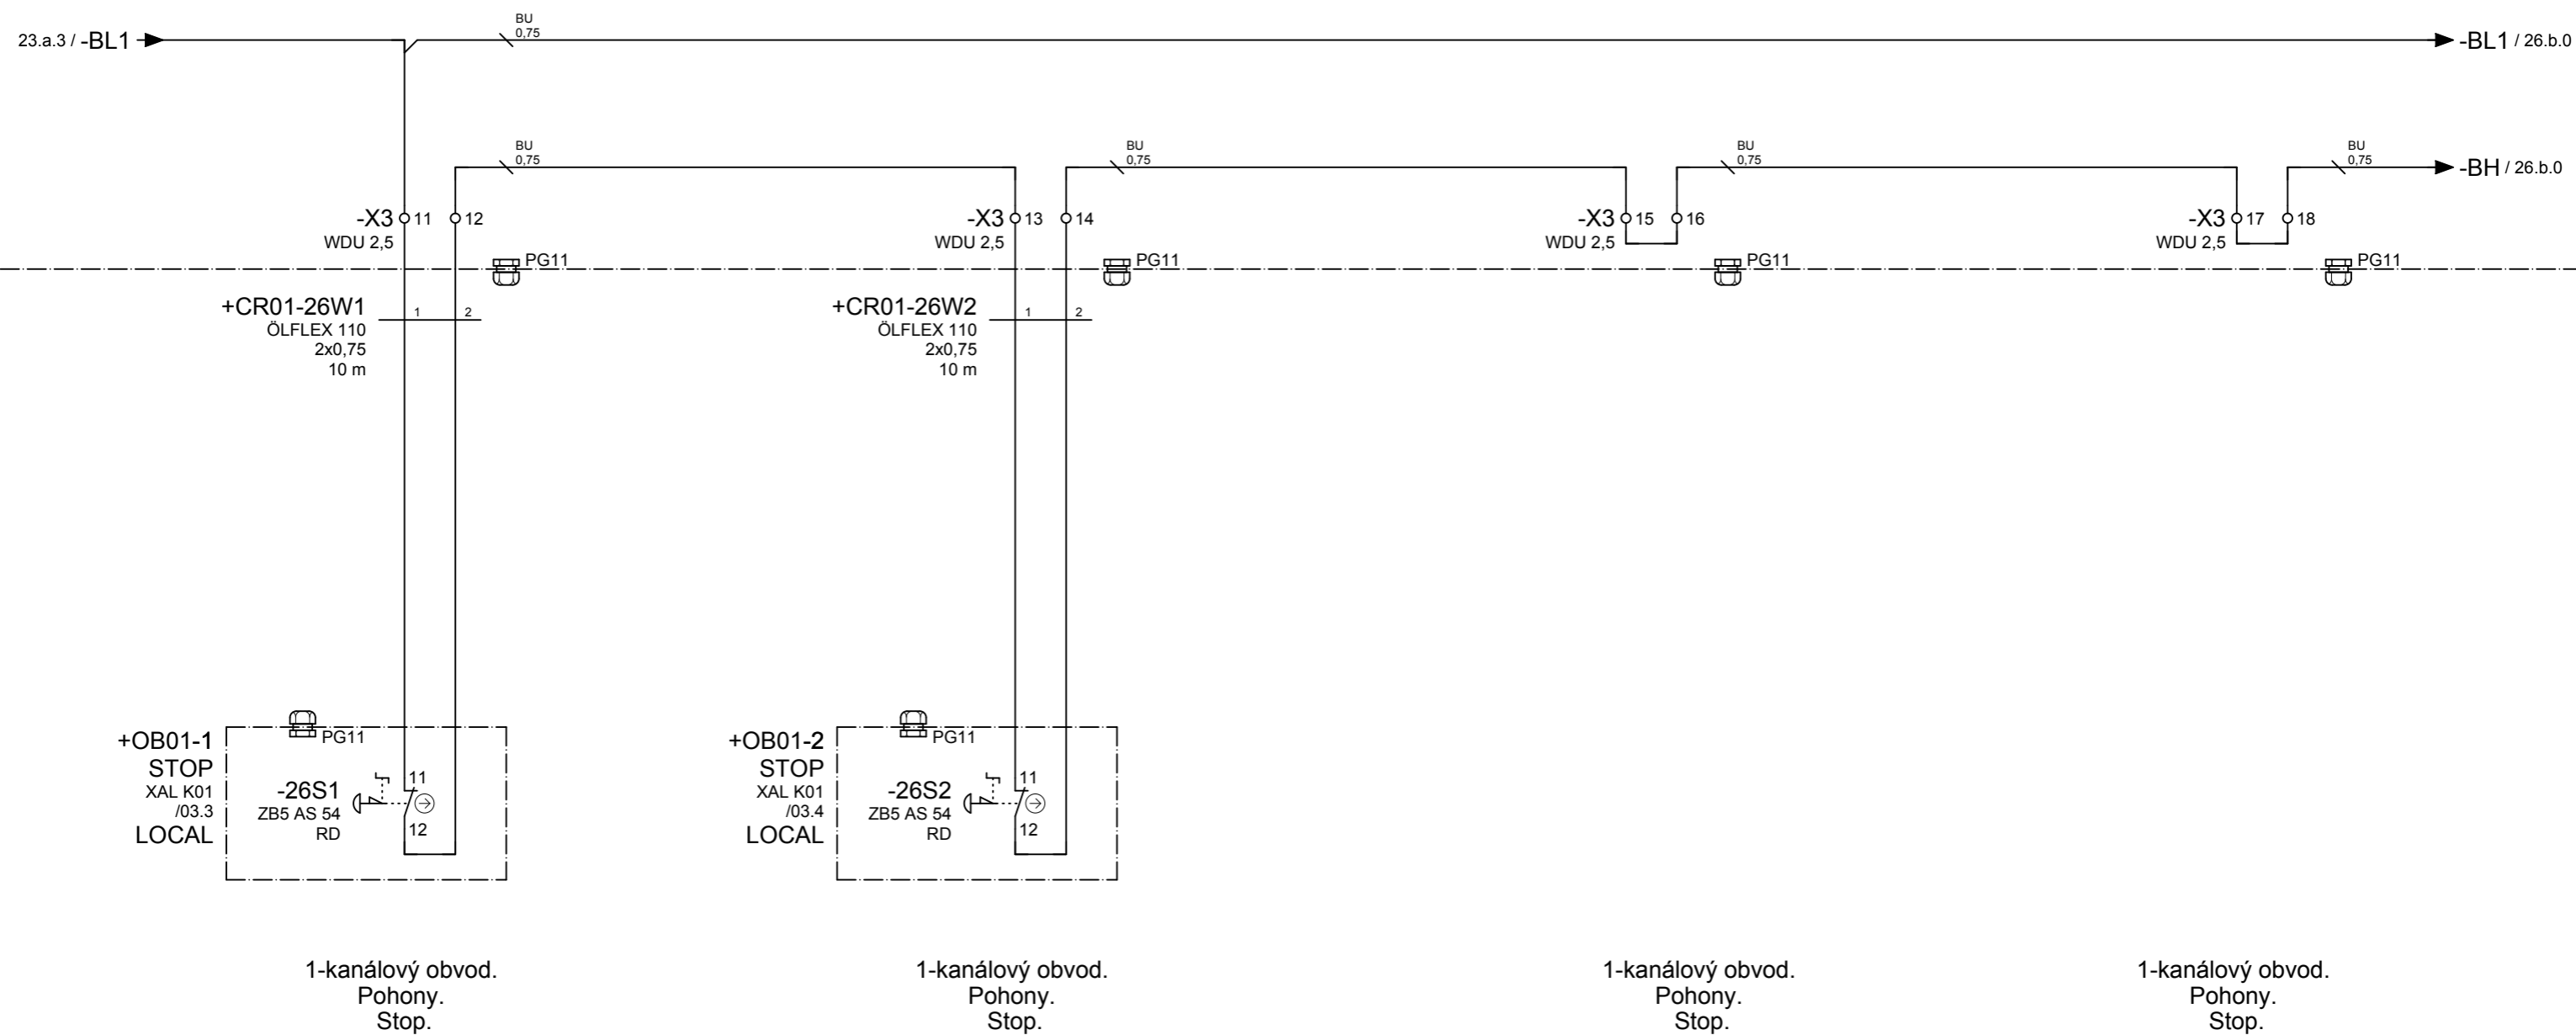 23.a.3 / -BL1
BU
0,75
-BL1 / 26.b.0
BU
0,75
BU
0,75
BU
0,75
BU
0,75
-BH / 26.b.0
-X3 11 12
WDU 2,5
-X3 13 14
WDU 2,5
-X3 15 16
WDU 2,5
-X3 17 18
WDU 2,5
PG11
PG11
PG11
PG11
+CR01-26W1
ÖLFLEX 110
2x0,75
10 m
1 2
+CR01-26W2
ÖLFLEX 110
2x0,75
10 m
1 2
+OB01-1
STOP
XAL K01
/03.3
LOCAL
PG11
-26S1
ZB5 AS 54
RD
11
12
+OB01-2
STOP
XAL K01
/03.4
LOCAL
PG11
-26S2
ZB5 AS 54
RD
11
12
1-kanálový obvod.
Pohony.
Stop.
1-kanálový obvod.
Pohony.
Stop.
1-kanálový obvod.
Pohony.
Stop.
1-kanálový obvod.
Pohony.
Stop.